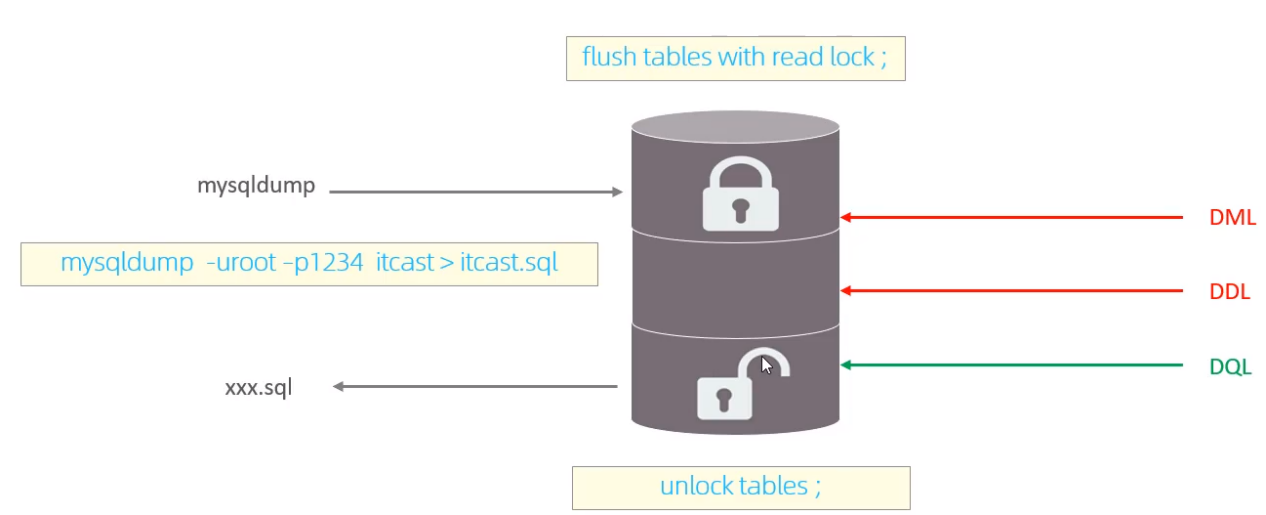 flush tables with read lock ;
mysqldump
DML
mysqldump -uroot –p1234 itcast > itcast.sql
DDL
xxx.sql
DQL
unlock tables ;